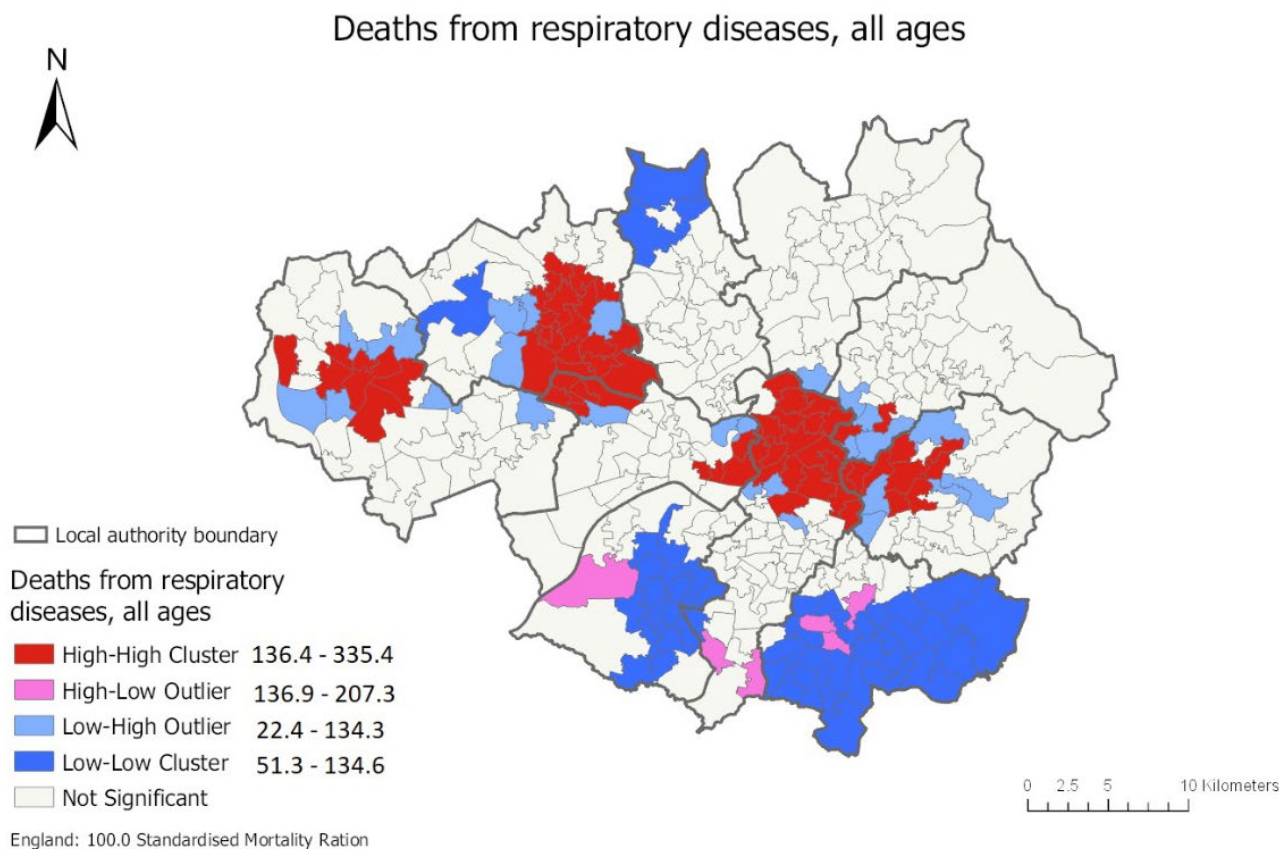 Deaths from respiratory diseases, all ages
N
Local authority boundary
Deaths from respiratory
diseases, all ages
High-High Cluster 136.4 - 335.4
High-Low Outlier 136.9 - 207.3
Low-High Outlier 22.4 - 134.3
Low-Low Cluster 51.3 - 134.6
Not Significant
0 2.5 5 10 Kilometers
England: 100.0 Standardised Mortality Ration